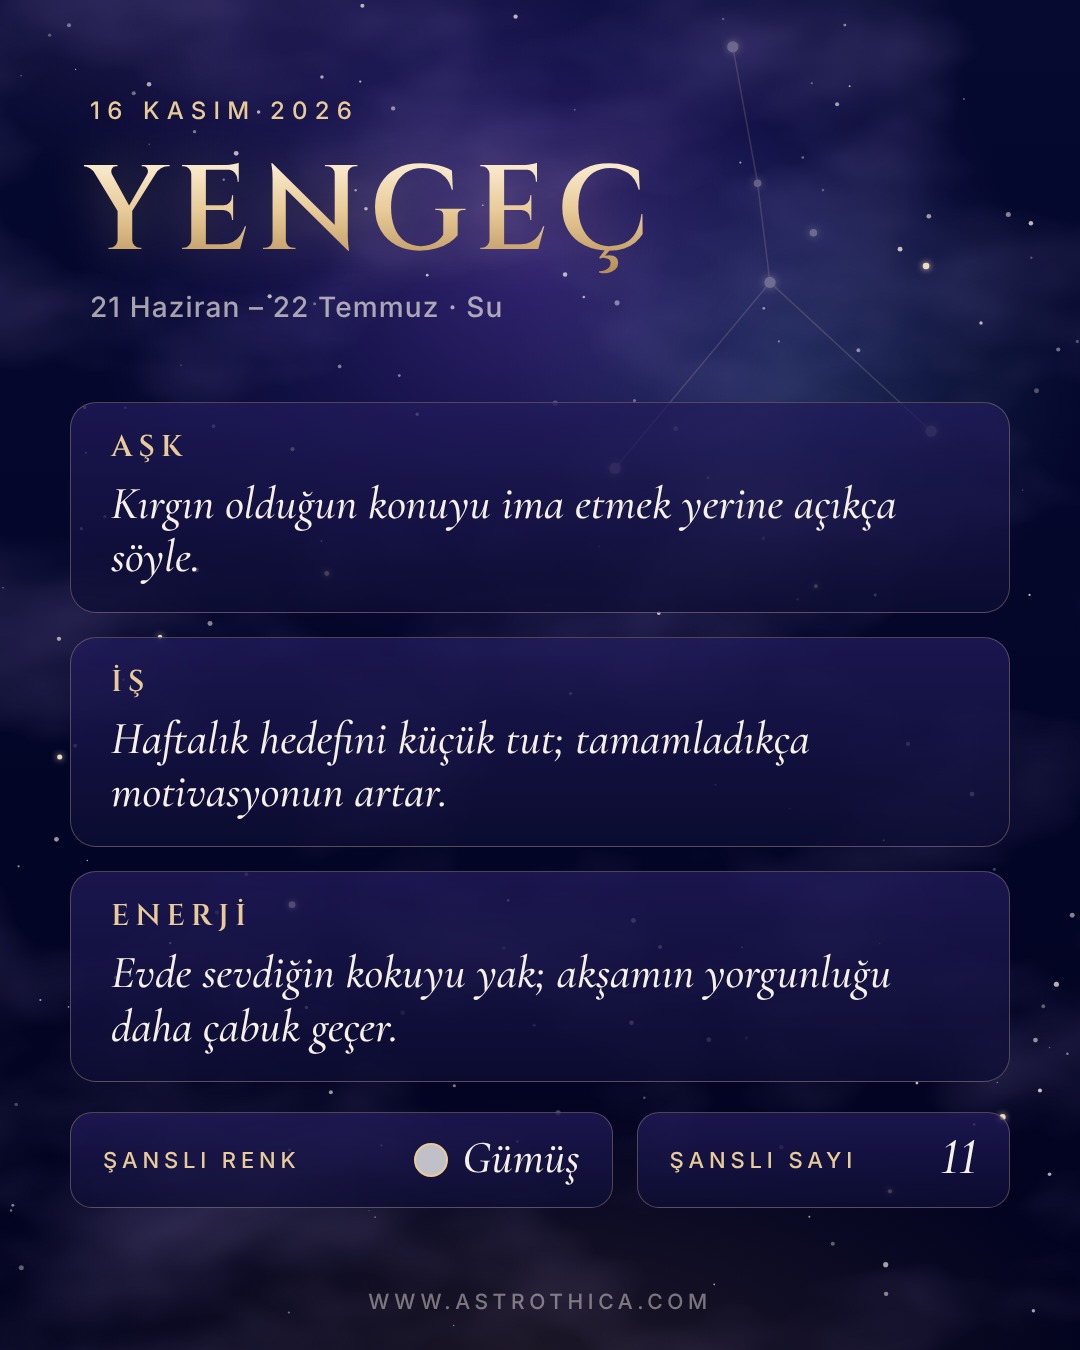 16 KASIM 2026
YENGEÇ
21 Haziran – 22 Temmuz · Su
AŞK
Kırgın olduğun konuyu ima etmek yerine açıkça
söyle.
İŞ
Haftalık hedefini küçük tut; tamamladıkça
motivasyonun artar.
ENERJİ
Evde sevdiğin kokuyu yak; akşamın yorgunluğu
daha çabuk geçer.
ŞANSLI RENK Gümüş
ŞANSLI SAYI 11
WWW.ASTROTHICA.COM